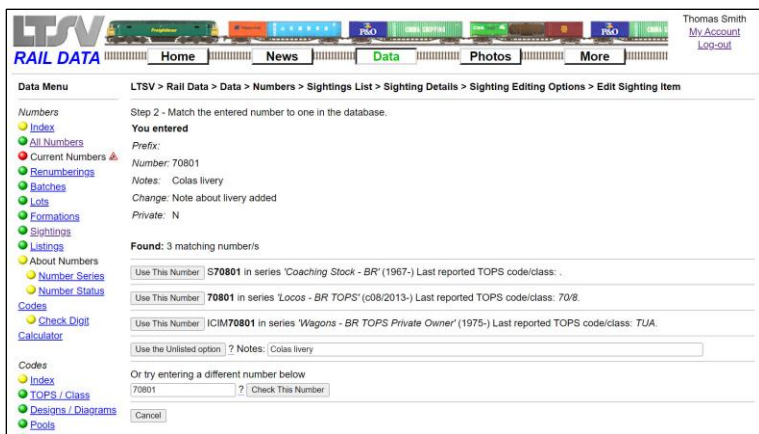 LTSV
RAIL DATA
Freightliner
P&O
CHINA SHIPPING
P&O
Thomas Smith
My Account
Log-out
Home
News
Data
Photos
More
Data Menu
Numbers
Index
All Numbers
Current Numbers
Renumberings
Batches
Lots
Formations
Sightings
Listings
About Numbers
Number Series
Number Status
Codes
Check Digit
Calculator
Codes
Index
TOPS / Class
Designs / Diagrams
Pools
LTSV > Rail Data > Data > Numbers > Sightings List > Sighting Details > Sighting Editing Options > Edit Sighting Item
Step 2 - Match the entered number to one in the database.
You entered
Prefix:
Number: 70801
Notes: Colas livery
Change: Note about livery added
Private: N
Found: 3 matching number/s
Use This Number S70801 in series 'Coaching Stock - BR' (1967-) Last reported TOPS code/class: .
Use This Number 70801 in series 'Locos - BR TOPS' (c08/2013-) Last reported TOPS code/class: 70/8.
Use This Number ICIM70801 in series 'Wagons - BR TOPS Private Owner' (1975-) Last reported TOPS code/class: TUA.
Use the Unlisted option ? Notes: Colas livery
Or try entering a different number below
70801 ? Check This Number
Cancel